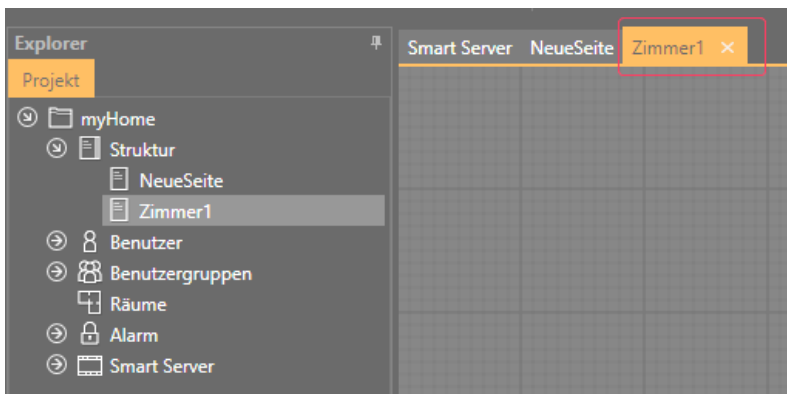 Explorer
Projekt
myHome
Struktur
NeueSeite
Zimmer1
Benutzer
Benutzergruppen
Räume
Alarm
Smart Server
Smart Server NeueSeite Zimmer1 ×